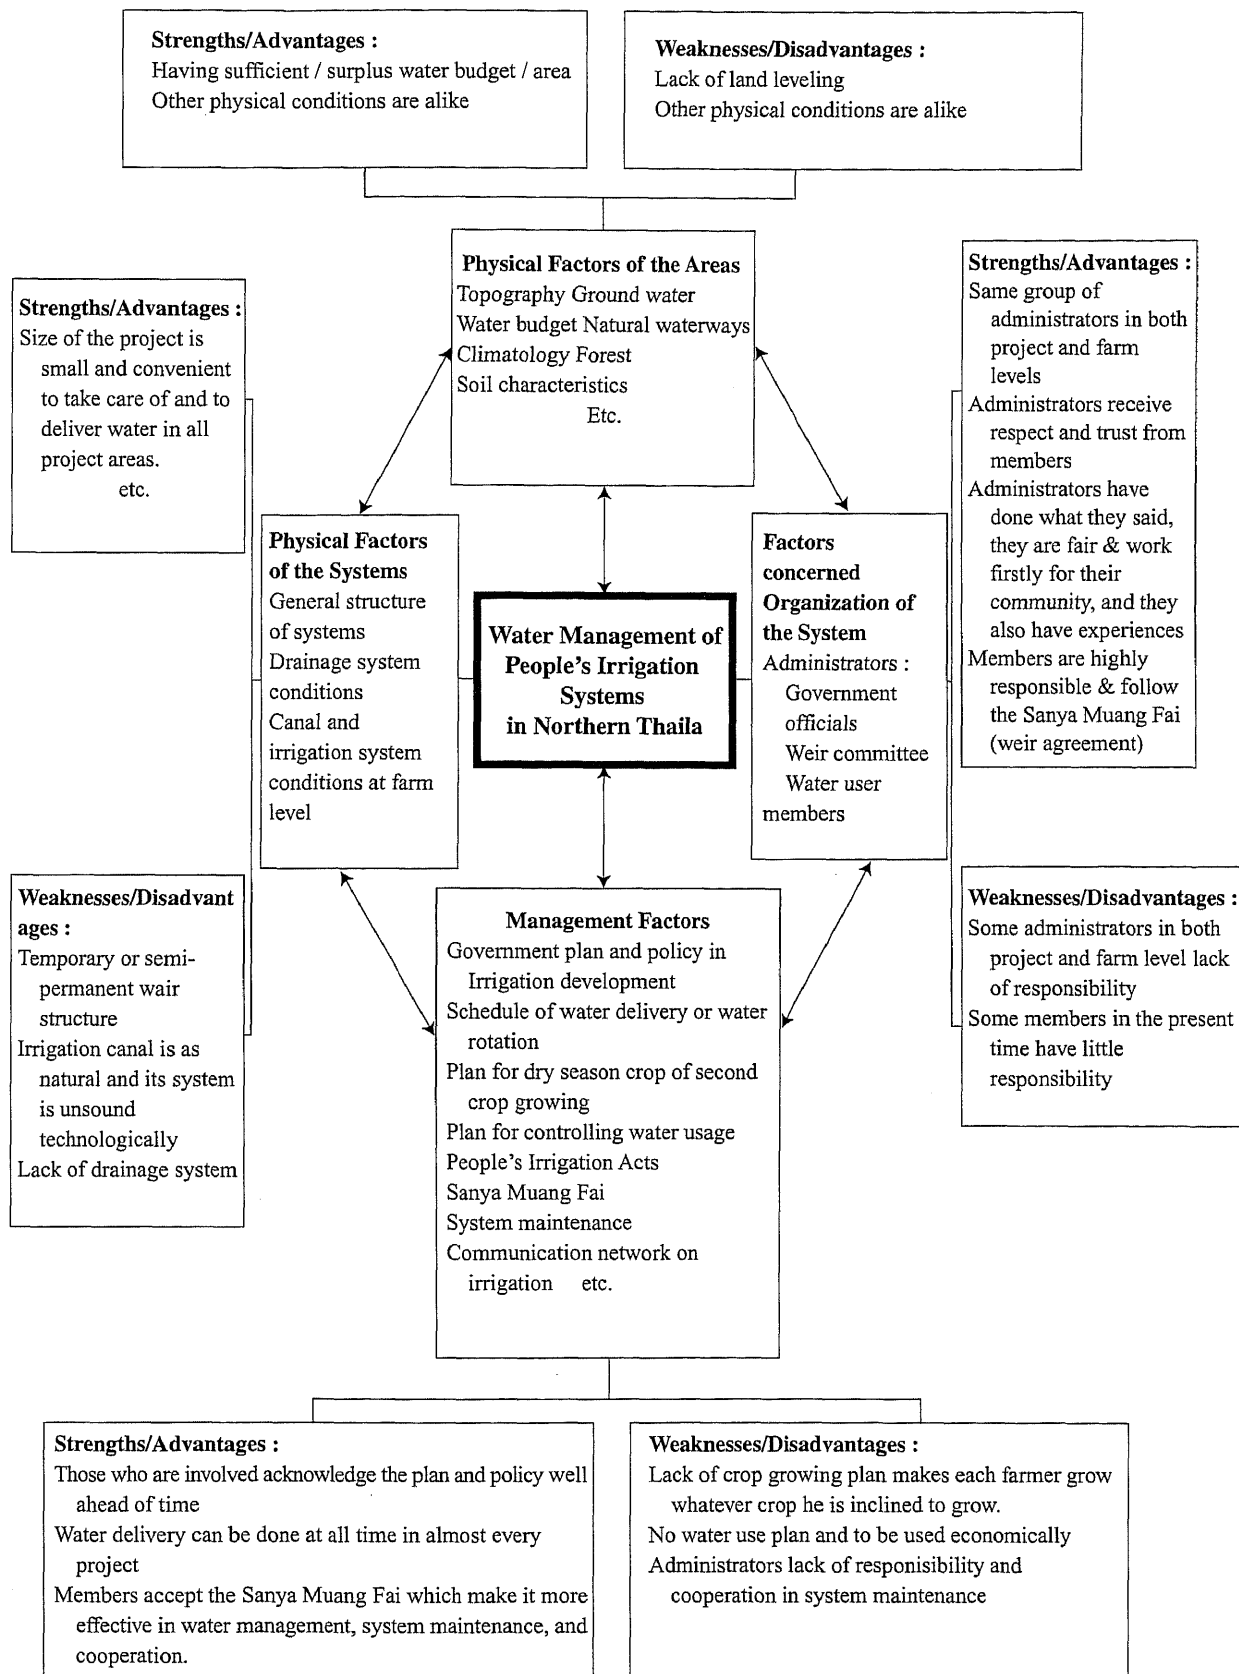 Strengths/Advantages :
Having sufficient / surplus water budget / area
Other physical conditions are alike
Weaknesses/Disadvantages :
Lack of land leveling
Other physical conditions are alike
Physical Factors of the Areas
Topography Ground water
Water budget Natural waterways
Climatology Forest
Soil characteristics
Etc.
Strengths/Advantages :
Size of the project is
small and convenient
to take care of and to
deliver water in all
project areas.
etc.
Strengths/Advantages :
Same group of
administrators in both
project and farm
levels
Administrators receive
respect and trust from
members
Administrators have
done what they said,
they are fair & work
firstly for their
community, and they
also have experiences
Members are highly
responsible & follow
the Sanya Muang Fai
(weir agreement)
Physical Factors
of the Systems
General structure
of systems
Drainage system
conditions
Canal and
irrigation system
conditions at farm
level
Water Management of
People's Irrigation
Systems
in Northern Thaila
Factors
concerned
Organization of
the System
Administrators :
Government
officials
Weir committee
Water user
members
Weaknesses/Disadvant
ages :
Temporary or semi-
permanent wair
structure
Irrigation canal is as
natural and its system
is unsound
technologically
Lack of drainage system
Management Factors
Government plan and policy in
Irrigation development
Schedule of water delivery or water
rotation
Plan for dry season crop of second
crop growing
Plan for controlling water usage
People's Irrigation Acts
Sanya Muang Fai
System maintenance
Communication network on
irrigation etc.
Weaknesses/Disadvantages :
Some administrators in both
project and farm level lack
of responsibility
Some members in the present
time have little
responsibility
Strengths/Advantages :
Those who are involved acknowledge the plan and policy well
ahead of time
Water delivery can be done at all time in almost every
project
Members accept the Sanya Muang Fai which make it more
effective in water management, system maintenance, and
cooperation.
Weaknesses/Disadvantages :
Lack of crop growing plan makes each farmer grow
whatever crop he is inclined to grow.
No water use plan and to be used economically
Administrators lack of responisibility and
cooperation in system maintenance